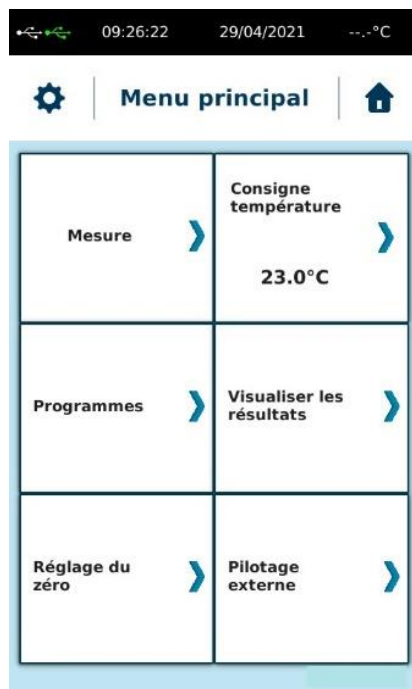 09:26:22 29/04/2021 --.-°C
Menu principal
Mesure
Consigne
température
23.0°C
Programmes
Visualiser les
résultats
Réglage du
zéro
Pilotage
externe